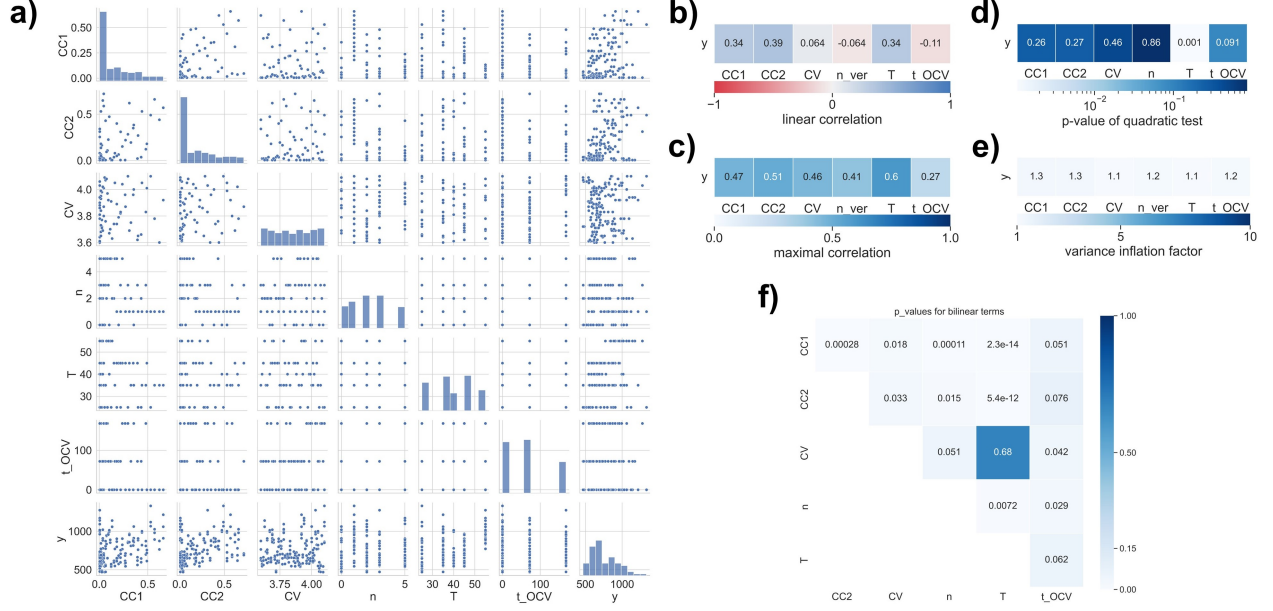 a)
CC1
0.50
0.25
0.00
CC2
0.5
0.0
CV
4.0
3.8
3.6
n
4
2
0
T
50
40
30
t_OCV
100
0
y
1000
500
0.0 0.5 0.0 0.5 3.75 4.00 0 5 30 40 50 0 100 500 1000
CC1 CC2 CV n T t_OCV y
b)
y 0.34 0.39 0.064 -0.064 0.34 -0.11
CC1 CC2 CV n_ver T t_OCV
−1 0 1
linear correlation
c)
y 0.47 0.51 0.46 0.41 0.6 0.27
CC1 CC2 CV n_ver T t_OCV
0.0 0.5 1.0
maximal correlation
d)
y 0.26 0.27 0.46 0.86 0.001 0.091
CC1 CC2 CV n T t_OCV
10−2 10−1
p-value of quadratic test
e)
y 1.3 1.3 1.1 1.2 1.1 1.2
CC1 CC2 CV n_ver T t_OCV
1 5 10
variance inflation factor
f)
p_values for bilinear terms
CC1 0.00028 0.018 0.00011 2.3e-14 0.051
CC2 0.033 0.015 5.4e-12 0.076
CV 0.051 0.68 0.042
n 0.0072 0.029
T 0.062
CC2 CV n T t_OCV
1.00
0.50
0.15
0.00